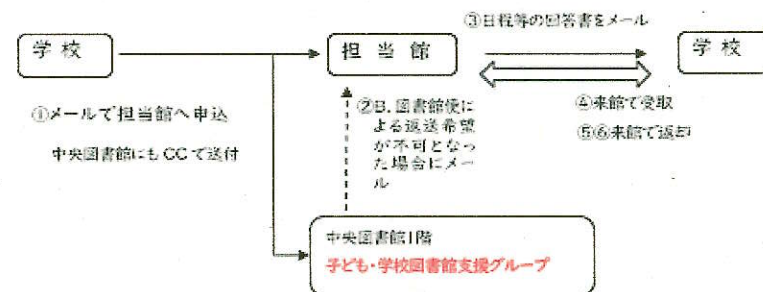 ③日程等の回答書をメール
学校
担当館
学校
①メールで担当館へ申込
中央図書館にもCCで送付
②B.図書館便に
よる返送希望
が不可となっ
た場合にメー
ル
④来館で受取
⑤⑥来館で返却
中央図書館1階
子ども・学校図書館支援グループ